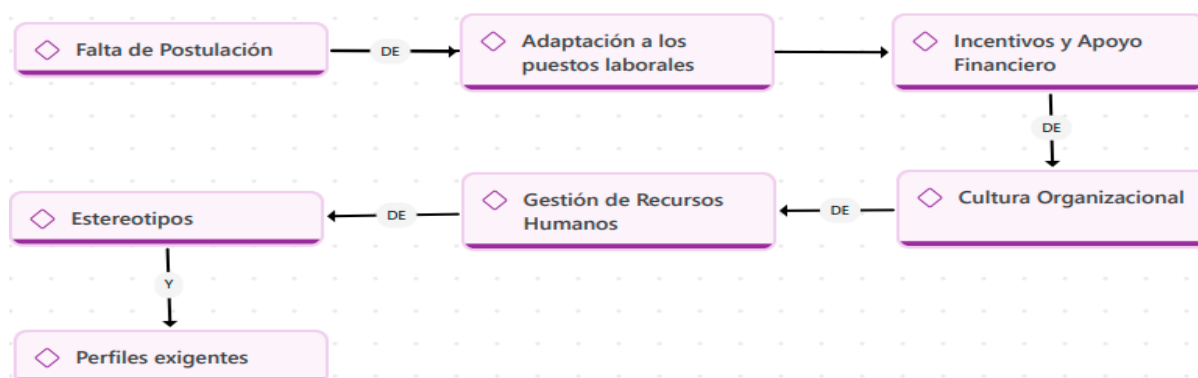 Falta de Postulación
DE
Adaptación a los
puestos laborales
Incentivos y Apoyo
Financiero
DE
Cultura Organizacional
DE
Gestión de Recursos
Humanos
DE
Estereotipos
Y
Perfiles exigentes